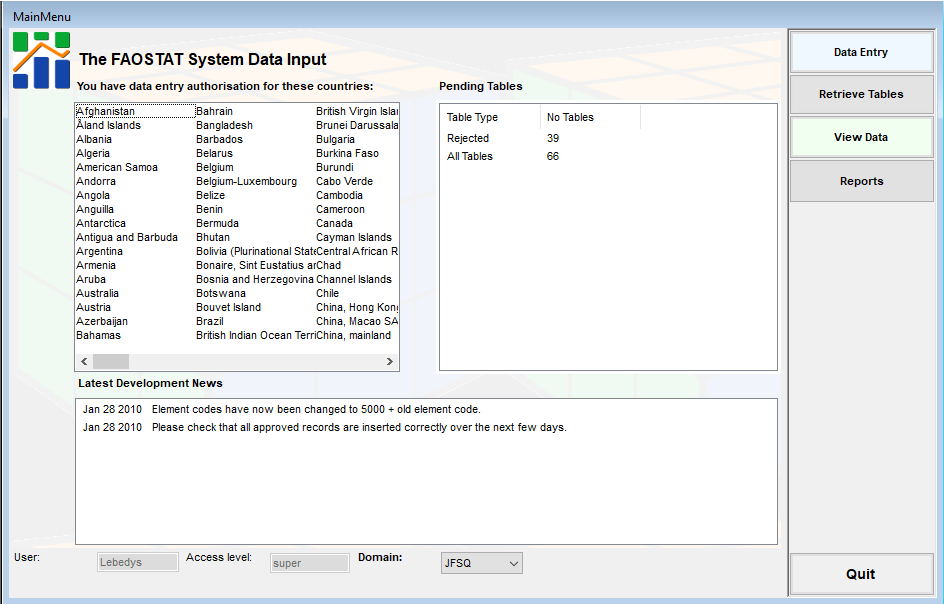 MainMenu
The FAOSTAT System Data Input
You have data entry authorisation for these countries:
Afghanistan Bahrain British Virgin Islan
Åland Islands Bangladesh Brunei Darussala
Albania Barbados Bulgaria
Algeria Belarus Burkina Faso
American Samoa Belgium Burundi
Andorra Belgium-Luxembourg Cabo Verde
Angola Belize Cambodia
Anguilla Benin Cameroon
Antarctica Bermuda Canada
Antigua and Barbuda Bhutan Cayman Islands
Argentina Bolivia (Plurinational State Central African R
Armenia Bonaire, Sint Eustatius ar Chad
Aruba Bosnia and Herzegovina Channel Islands
Australia Botswana Chile
Austria Bouvet Island China, Hong Kong
Azerbaijan Brazil China, Macao SA
Bahamas British Indian Ocean Terri China, mainland
Pending Tables
Table Type No Tables
Rejected 39
All Tables 66
Latest Development News
Jan 28 2010 Element codes have now been changed to 5000 + old element code.
Jan 28 2010 Please check that all approved records are inserted correctly over the next few days.
User: Lebedys Access level: super Domain: JFSQ
Data Entry
Retrieve Tables
View Data
Reports
Quit